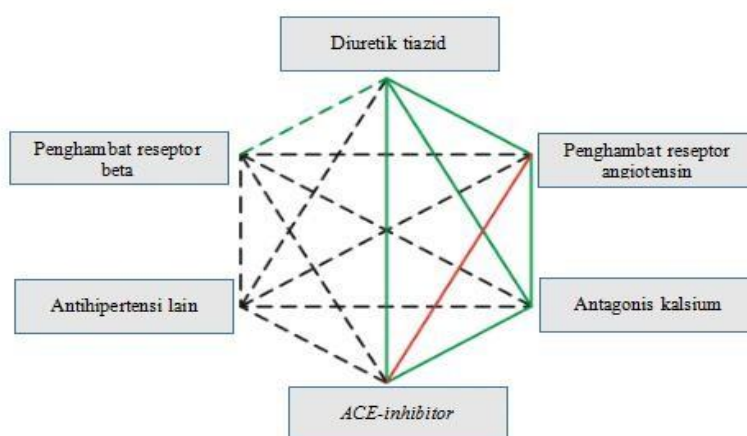 Diuretik tiazid
Penghambat reseptor
beta
Penghambat reseptor
angiotensin
Antihipertensi lain
Antagonis kalsium
ACE-inhibitor